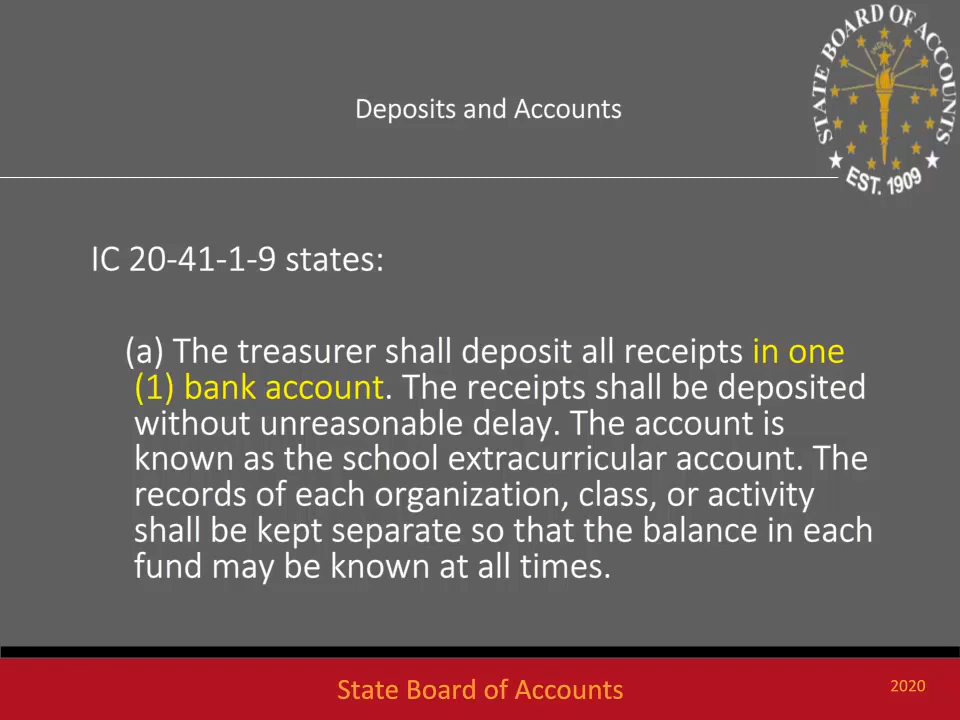 STATE BOARD OF ACCOUNTS
INDIANA
EST. 1909
Deposits and Accounts
IC 20-41-1-9 states:
(a) The treasurer shall deposit all receipts in one
(1) bank account. The receipts shall be deposited
without unreasonable delay. The account is
known as the school extracurricular account. The
records of each organization, class, or activity
shall be kept separate so that the balance in each
fund may be known at all times.
State Board of Accounts
2020